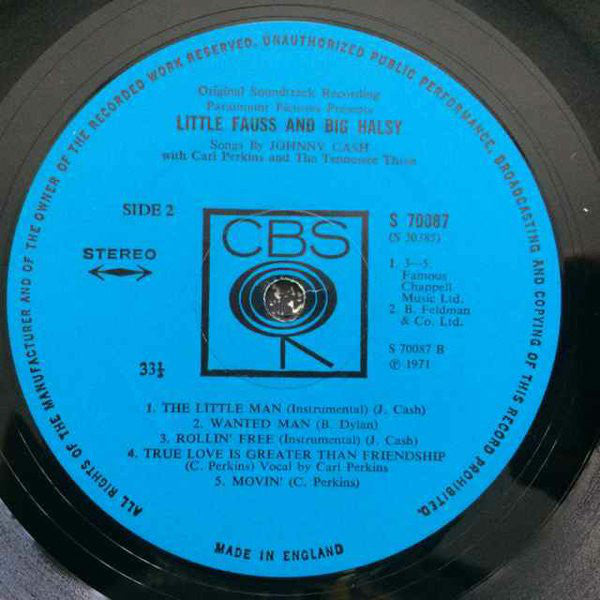 ALL RIGHTS OF THE MANUFACTURER AND OF THE OWNER OF THE RECORDED WORK RESERVED. UNAUTHORIZED PUBLIC PERFORMANCE, BROADCASTING AND COPYING OF THIS RECORD PROHIBITED.
Original Soundtrack Recording
Paramount Pictures Presents
LITTLE FAUSS AND BIG HALSY
Songs By JOHNNY CASH
with Carl Perkins and The Tennessee Three
SIDE 2
STEREO
33⅓
CBS
S 70087
(S 30385)
1. 3—5.
Famous
Chappell
Music Ltd.
2. B. Feldman
& Co. Ltd.
S 70087 B
℗ 1971
1. THE LITTLE MAN (Instrumental) (J. Cash)
2. WANTED MAN (B. Dylan)
3. ROLLIN' FREE (Instrumental) (J. Cash)
4. TRUE LOVE IS GREATER THAN FRIENDSHIP
(C. Perkins) Vocal by Carl Perkins
5. MOVIN' (C. Perkins)
MADE IN ENGLAND